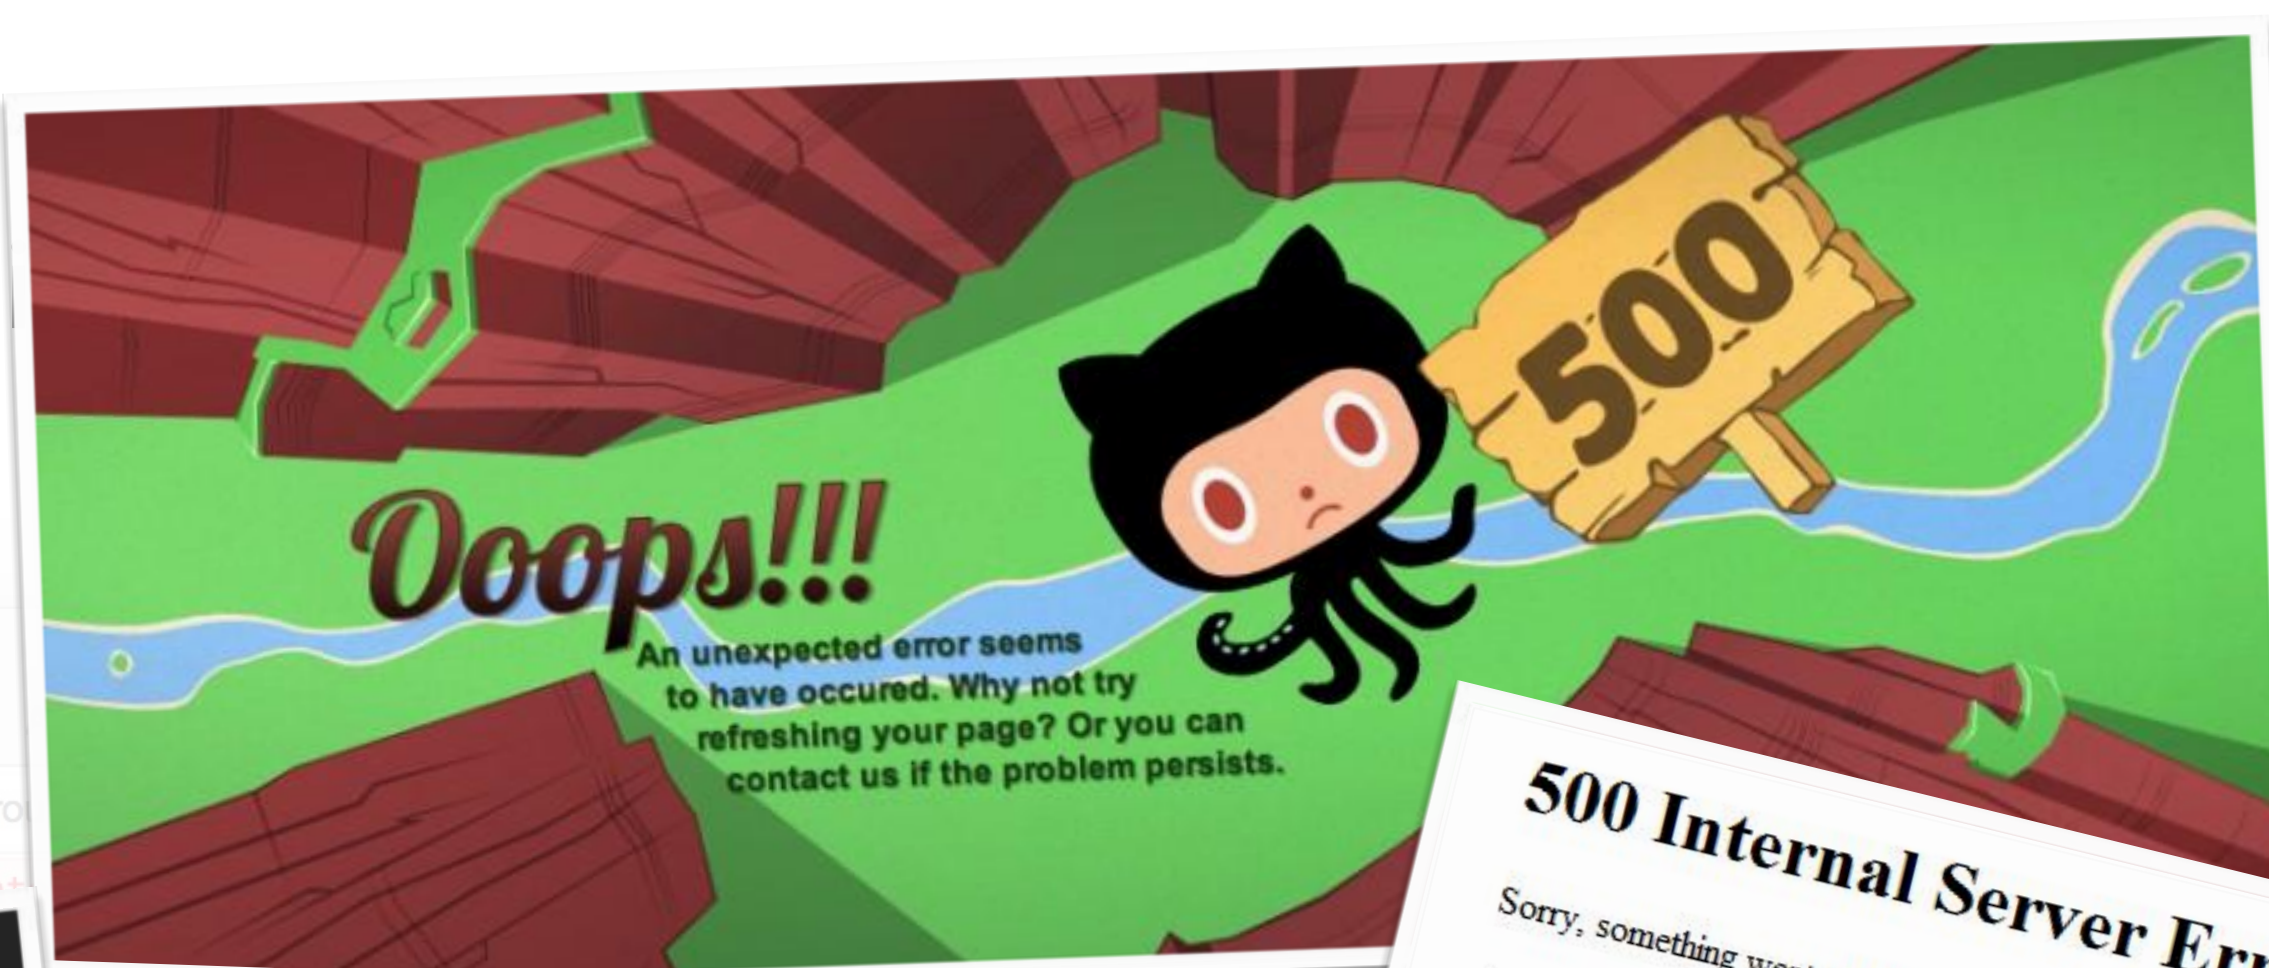 500
Ooops!!!
An unexpected error seems
to have occured. Why not try
refreshing your page? Or you can
contact us if the problem persists.
500 Internal Server
Sorry, something